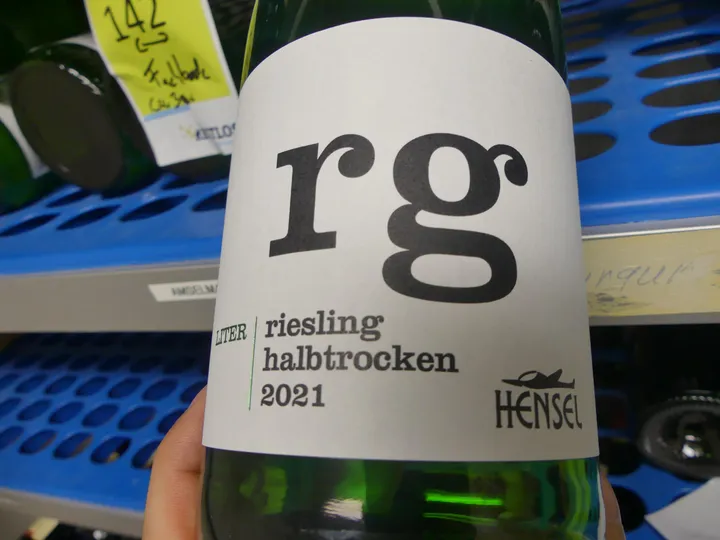 142
rg
LITER
riesling
halbtrocken
2021
HENSEL